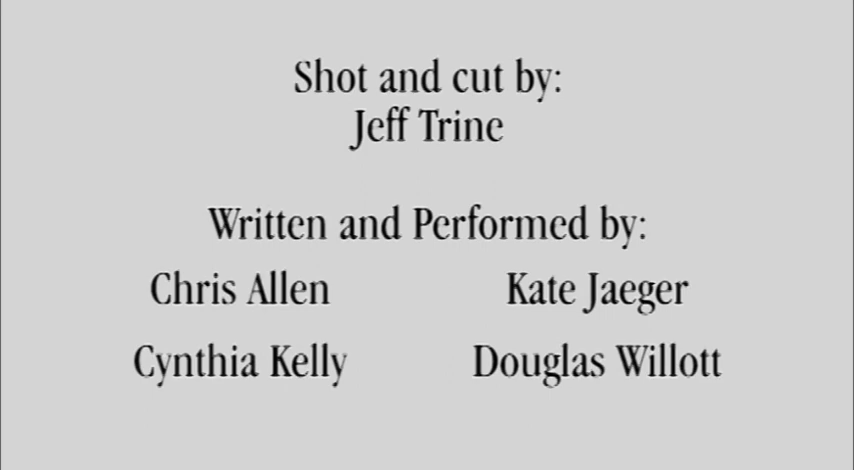 Shot and cut by:
Jeff Trine
Written and Performed by:
Chris Allen Kate Jaeger
Cynthia Kelly Douglas Willott